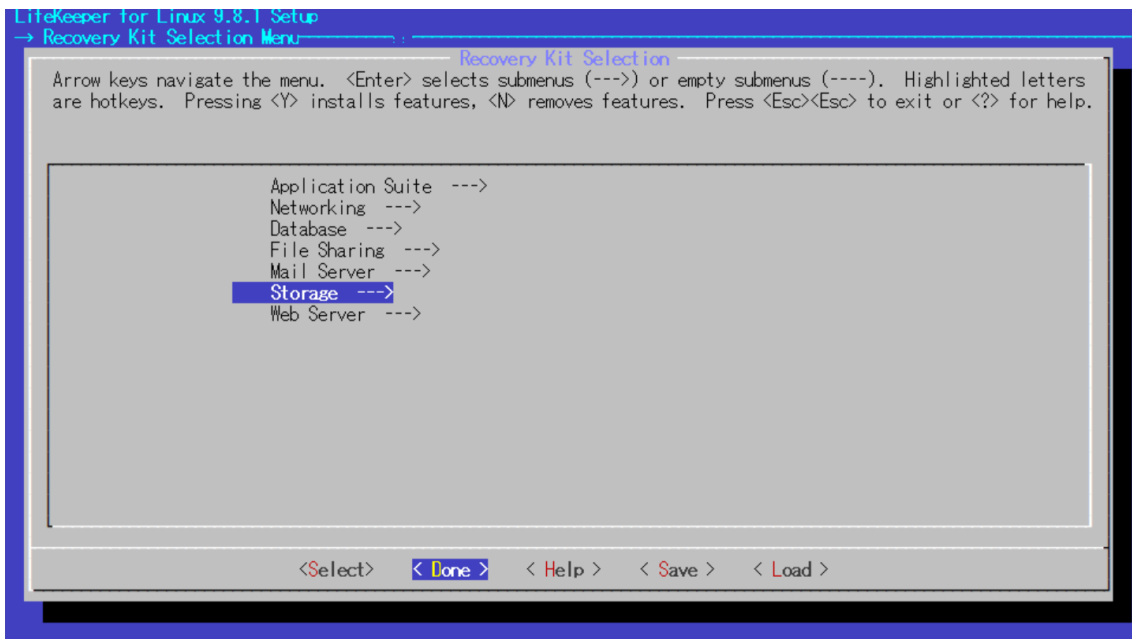 LifeKeeper for Linux 9.8.1 Setup
→ Recovery Kit Selection Menu
Recovery Kit Selection
Arrow keys navigate the menu. <Enter> selects submenus (--->) or empty submenus (----). Highlighted letters
are hotkeys. Pressing <Y> installs features, <N> removes features. Press <Esc><Esc> to exit or <?> for help.
Application Suite --->
Networking --->
Database --->
File Sharing --->
Mail Server --->
Storage --->
Web Server --->
<Select> < Done > < Help > < Save > < Load >